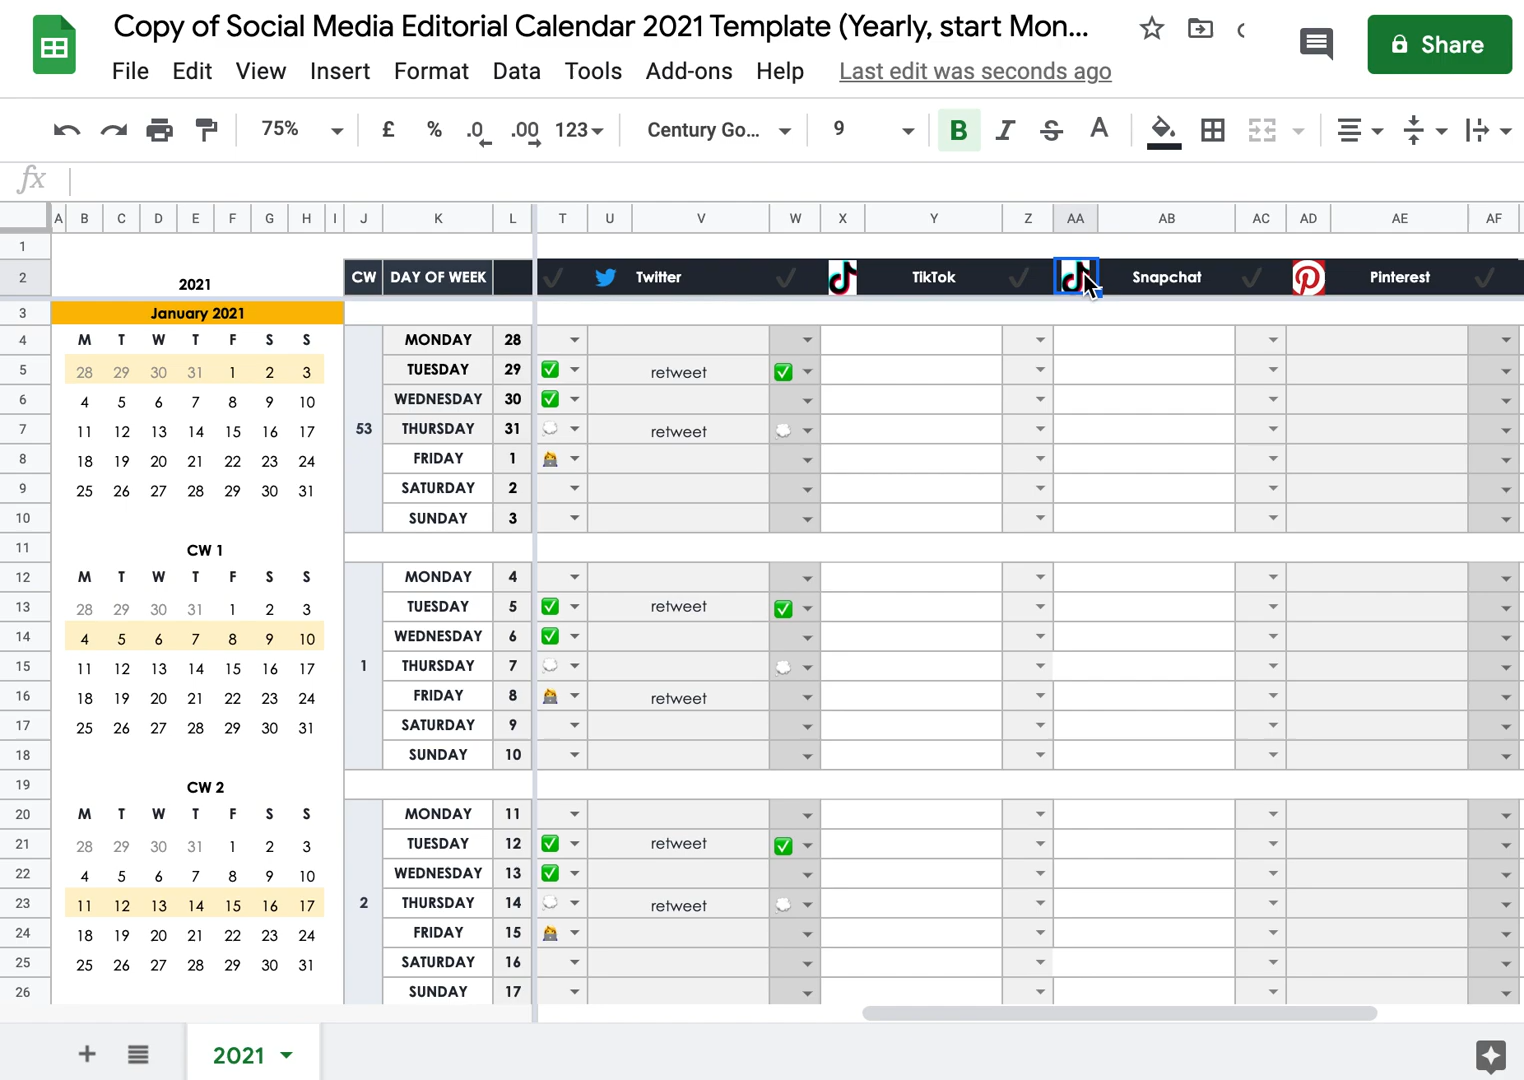 Copy of Social Media Editorial Calendar 2021 Template (Yearly, start Mon...
Share
File Edit View Insert Format Data Tools Add-ons Help Last edit was seconds ago
75% £ % .0 .00 123 Century Go... 9 B I S A
fx
A B C D E F G H I J K L T U V W X Y Z AA AB AC AD AE AF
1
2 2021 CW DAY OF WEEK Twitter TikTok Snapchat Pinterest
3 January 2021
4 M T W T F S S MONDAY 28
5 28 29 30 31 1 2 3 TUESDAY 29 retweet
6 4 5 6 7 8 9 10 WEDNESDAY 30
7 11 12 13 14 15 16 17 53 THURSDAY 31 retweet
8 18 19 20 21 22 23 24 FRIDAY 1
9 25 26 27 28 29 30 31 SATURDAY 2
10 SUNDAY 3
11 CW 1
12 M T W T F S S MONDAY 4
13 28 29 30 31 1 2 3 TUESDAY 5 retweet
14 4 5 6 7 8 9 10 WEDNESDAY 6
15 11 12 13 14 15 16 17 1 THURSDAY 7
16 18 19 20 21 22 23 24 FRIDAY 8 retweet
17 25 26 27 28 29 30 31 SATURDAY 9
18 SUNDAY 10
19 CW 2
20 M T W T F S S MONDAY 11
21 28 29 30 31 1 2 3 TUESDAY 12 retweet
22 4 5 6 7 8 9 10 WEDNESDAY 13
23 11 12 13 14 15 16 17 2 THURSDAY 14 retweet
24 18 19 20 21 22 23 24 FRIDAY 15
25 25 26 27 28 29 30 31 SATURDAY 16
26 SUNDAY 17
2021